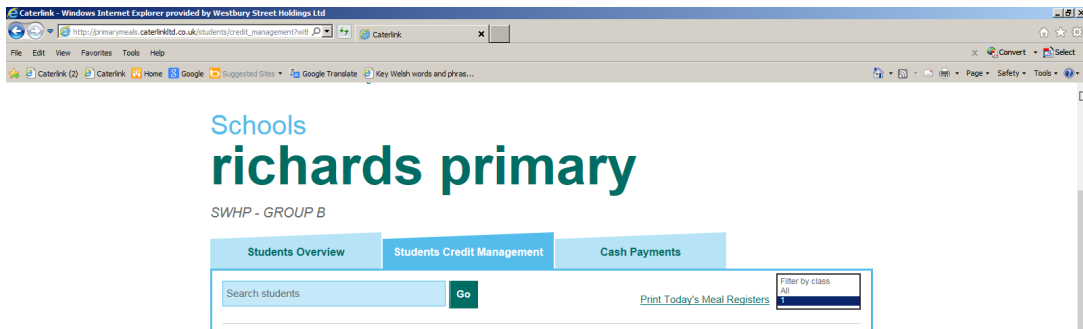 Caterlink - Windows Internet Explorer provided by Westbury Street Holdings Ltd
http://primarymeals.caterlinkltd.co.uk/students/credit_management?witl Caterlink x
File Edit View Favorites Tools Help x Convert Select
Caterlink (2) Caterlink Home Google Suggested Sites Google Translate Key Welsh words and phras... Page Safety Tools
Schools
richards primary
SWHP - GROUP B
Students Overview Students Credit Management Cash Payments
Search students Go Print Today's Meal Registers
Filter by class
All
1